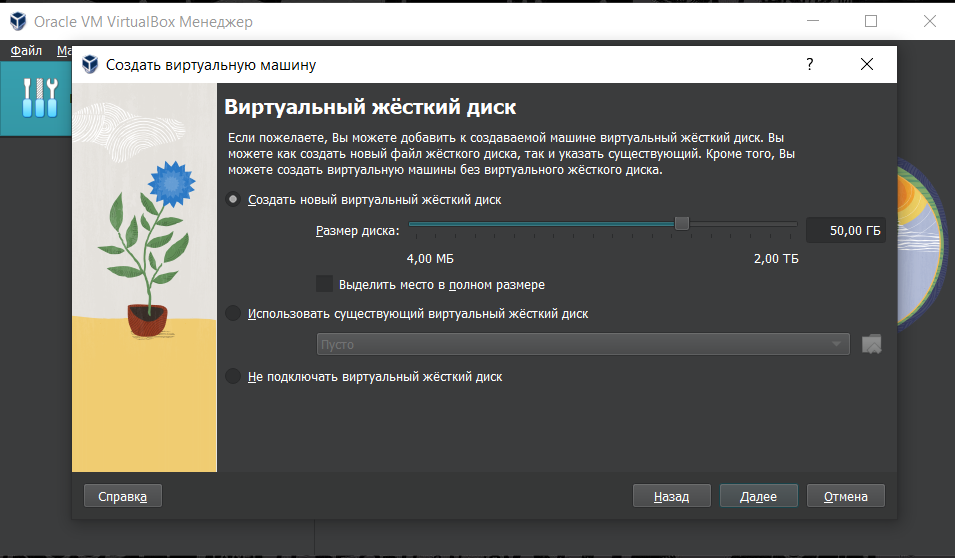 Oracle VM VirtualBox Менеджер
Файл
Создать виртуальную машину
?
Виртуальный жёсткий диск
Если пожелаете, Вы можете добавить к создаваемой машине виртуальный жёсткий диск. Вы
можете как создать новый файл жёсткого диска, так и указать существующий. Кроме того, Вы
можете создать виртуальную машины без виртуального жёсткого диска.
Создать новый виртуальный жёсткий диск
Размер диска:
50,00 ГБ
4,00 МБ
2,00 ТБ
Выделить место в полном размере
Использовать существующий виртуальный жёсткий диск
Пусто
Не подключать виртуальный жёсткий диск
Справка
Назад
Далее
Отмена